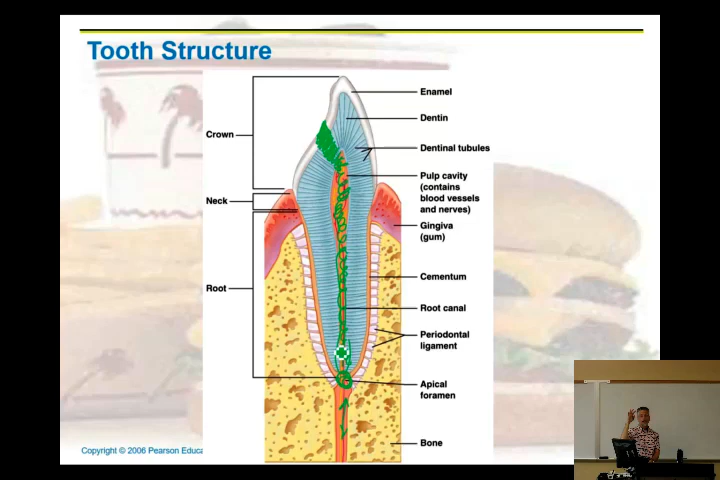 Tooth Structure
Enamel
Dentin
Crown
Dentinal tubules
Pulp cavity
(contains
blood vessels
and nerves)
Neck
Gingiva
(gum)
Cementum
Root
Root canal
Periodontal
ligament
Apical
foramen
Bone
Copyright © 2006 Pearson Educa